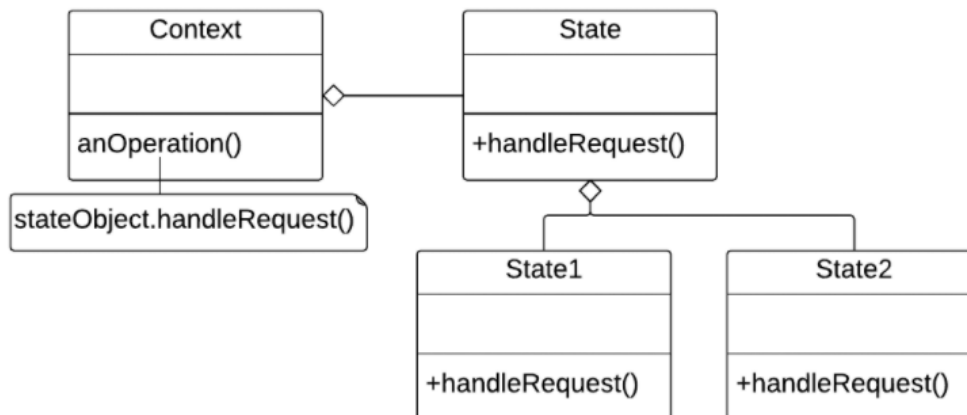 Context
State
anOperation()
+handleRequest()
stateObject.handleRequest()
State1
State2
+handleRequest()
+handleRequest()